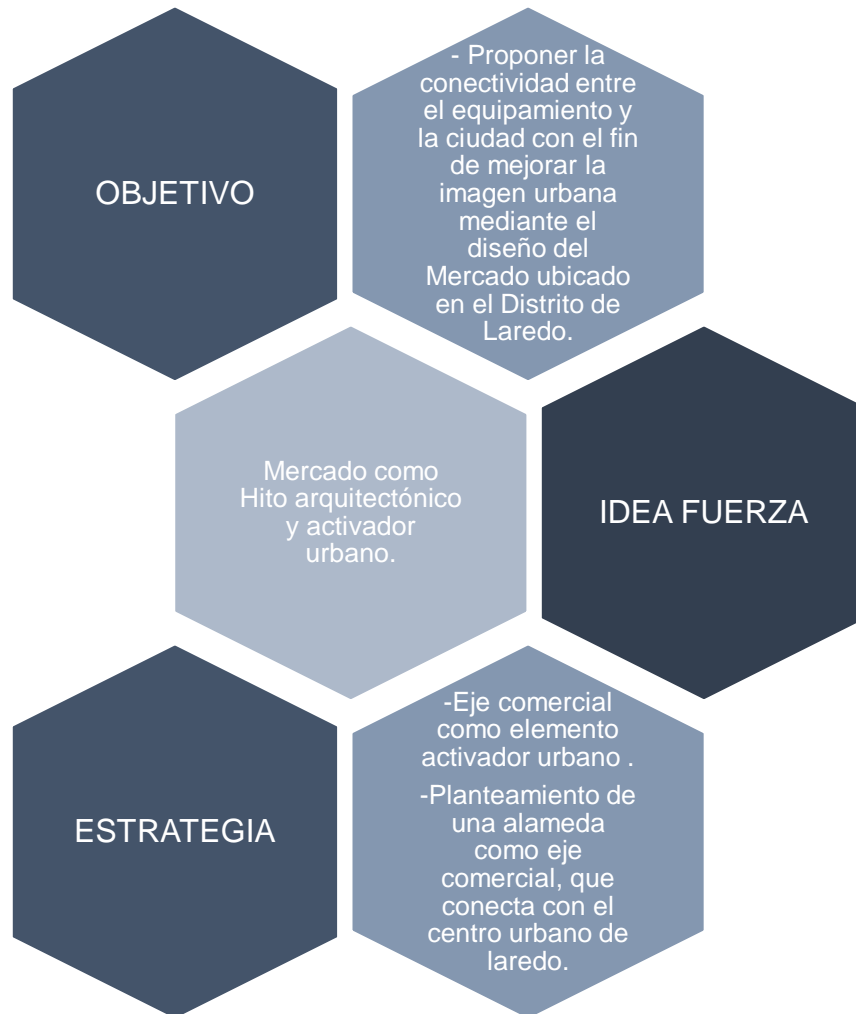 OBJETIVO
- Proponer la
conectividad entre
el equipamiento y
la ciudad con el fin
de mejorar la
imagen urbana
mediante el
diseño del
Mercado ubicado
en el Distrito de
Laredo.
Mercado como
Hito arquitectónico
y activador
urbano.
IDEA FUERZA
ESTRATEGIA
-Eje comercial
como elemento
activador urbano .
-Planteamiento de
una alameda
como eje
comercial, que
conecta con el
centro urbano de
laredo.